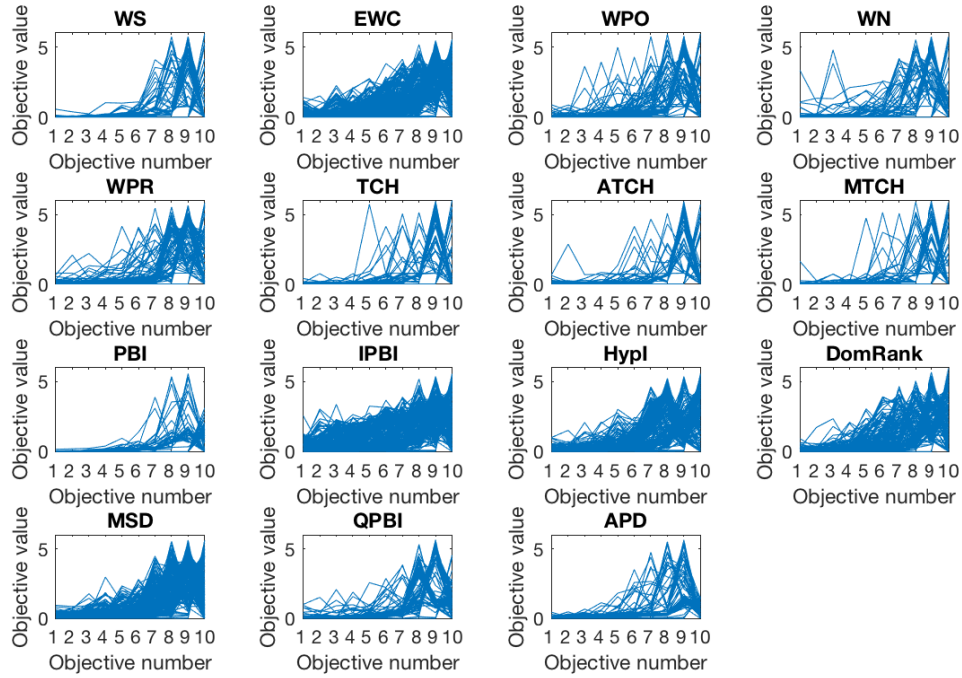 WS EWC WPO WN
Objective value Objective value Objective value Objective value
5 5 5 5
0 0 0 0
1 2 3 4 5 6 7 8 9 10 1 2 3 4 5 6 7 8 9 10 1 2 3 4 5 6 7 8 9 10 1 2 3 4 5 6 7 8 9 10
Objective number Objective number Objective number Objective number
WPR TCH ATCH MTCH
Objective value Objective value Objective value Objective value
5 5 5 5
0 0 0 0
1 2 3 4 5 6 7 8 9 10 1 2 3 4 5 6 7 8 9 10 1 2 3 4 5 6 7 8 9 10 1 2 3 4 5 6 7 8 9 10
Objective number Objective number Objective number Objective number
PBI IPBI HypI DomRank
Objective value Objective value Objective value Objective value
5 5 5 5
0 0 0 0
1 2 3 4 5 6 7 8 9 10 1 2 3 4 5 6 7 8 9 10 1 2 3 4 5 6 7 8 9 10 1 2 3 4 5 6 7 8 9 10
Objective number Objective number Objective number Objective number
MSD QPBI APD
Objective value Objective value Objective value
5 5 5
0 0 0
1 2 3 4 5 6 7 8 9 10 1 2 3 4 5 6 7 8 9 10 1 2 3 4 5 6 7 8 9 10
Objective number Objective number Objective number